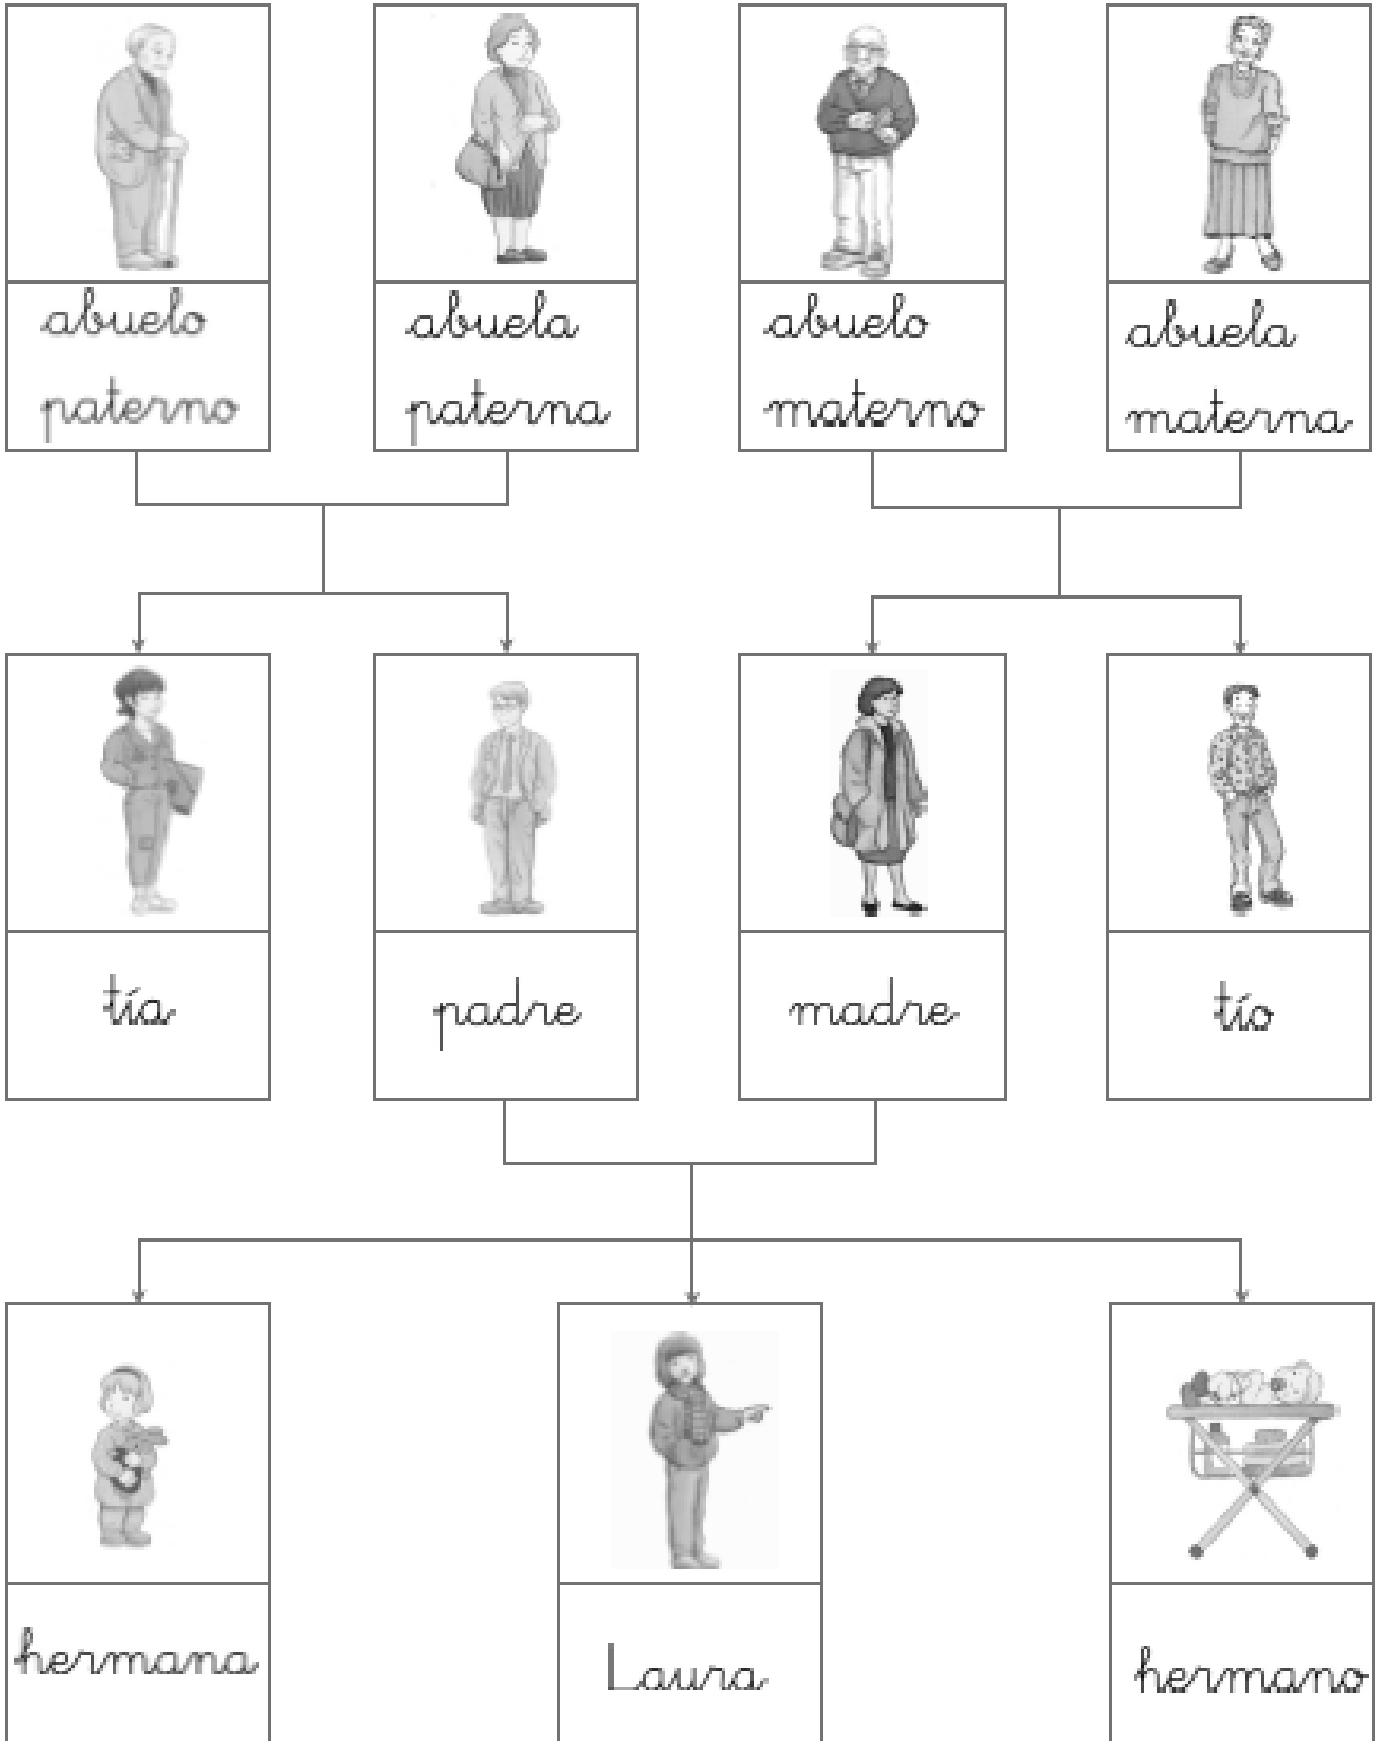 abuelo
paterno
abuela
paterna
abuelo
materno
abuela
materna
tía
padre
madre
tío
hermana
Laura
hermano